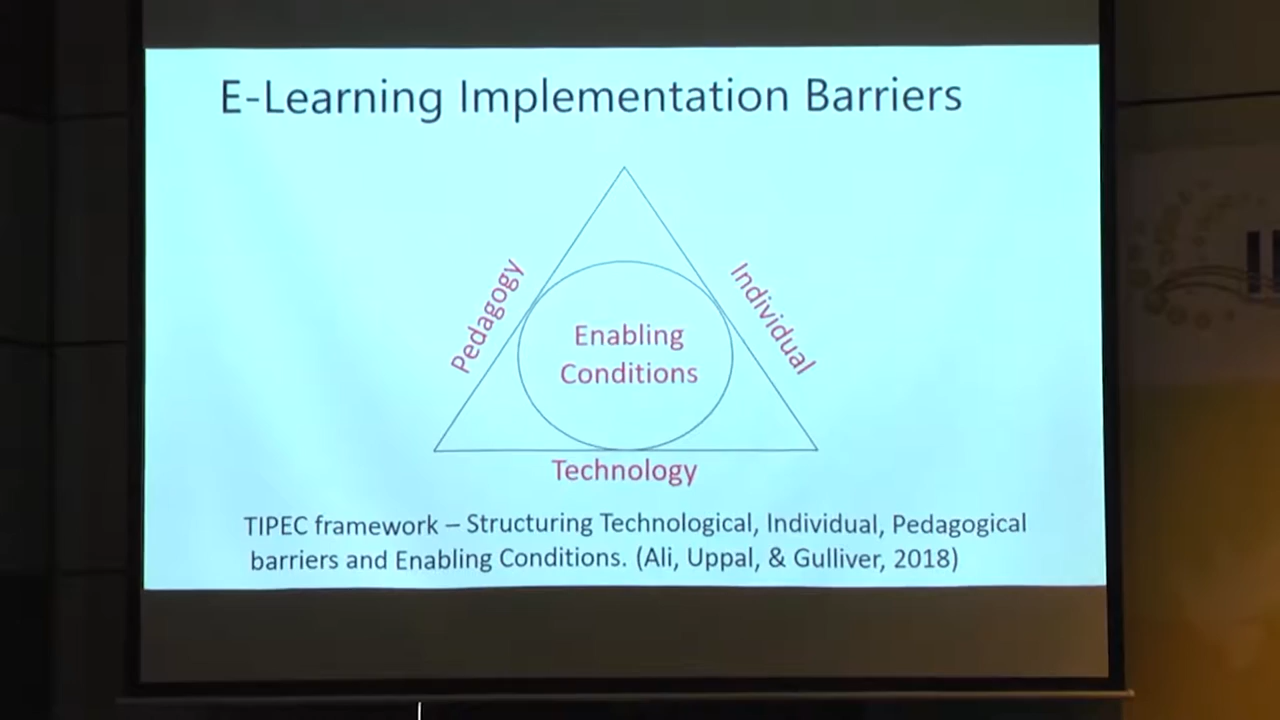 E-Learning Implementation Barriers
Pedagogy
Individual
Enabling
Conditions
Technology
TIPEC framework – Structuring Technological, Individual, Pedagogical
barriers and Enabling Conditions. (Ali, Uppal, & Gulliver, 2018)